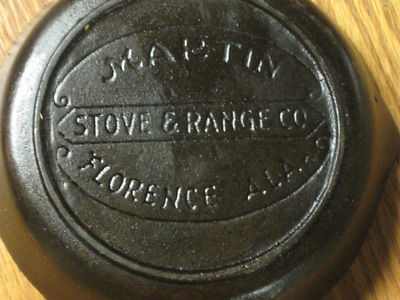 MARTIN
STOVE & RANGE CO
FLORENCE ALA.